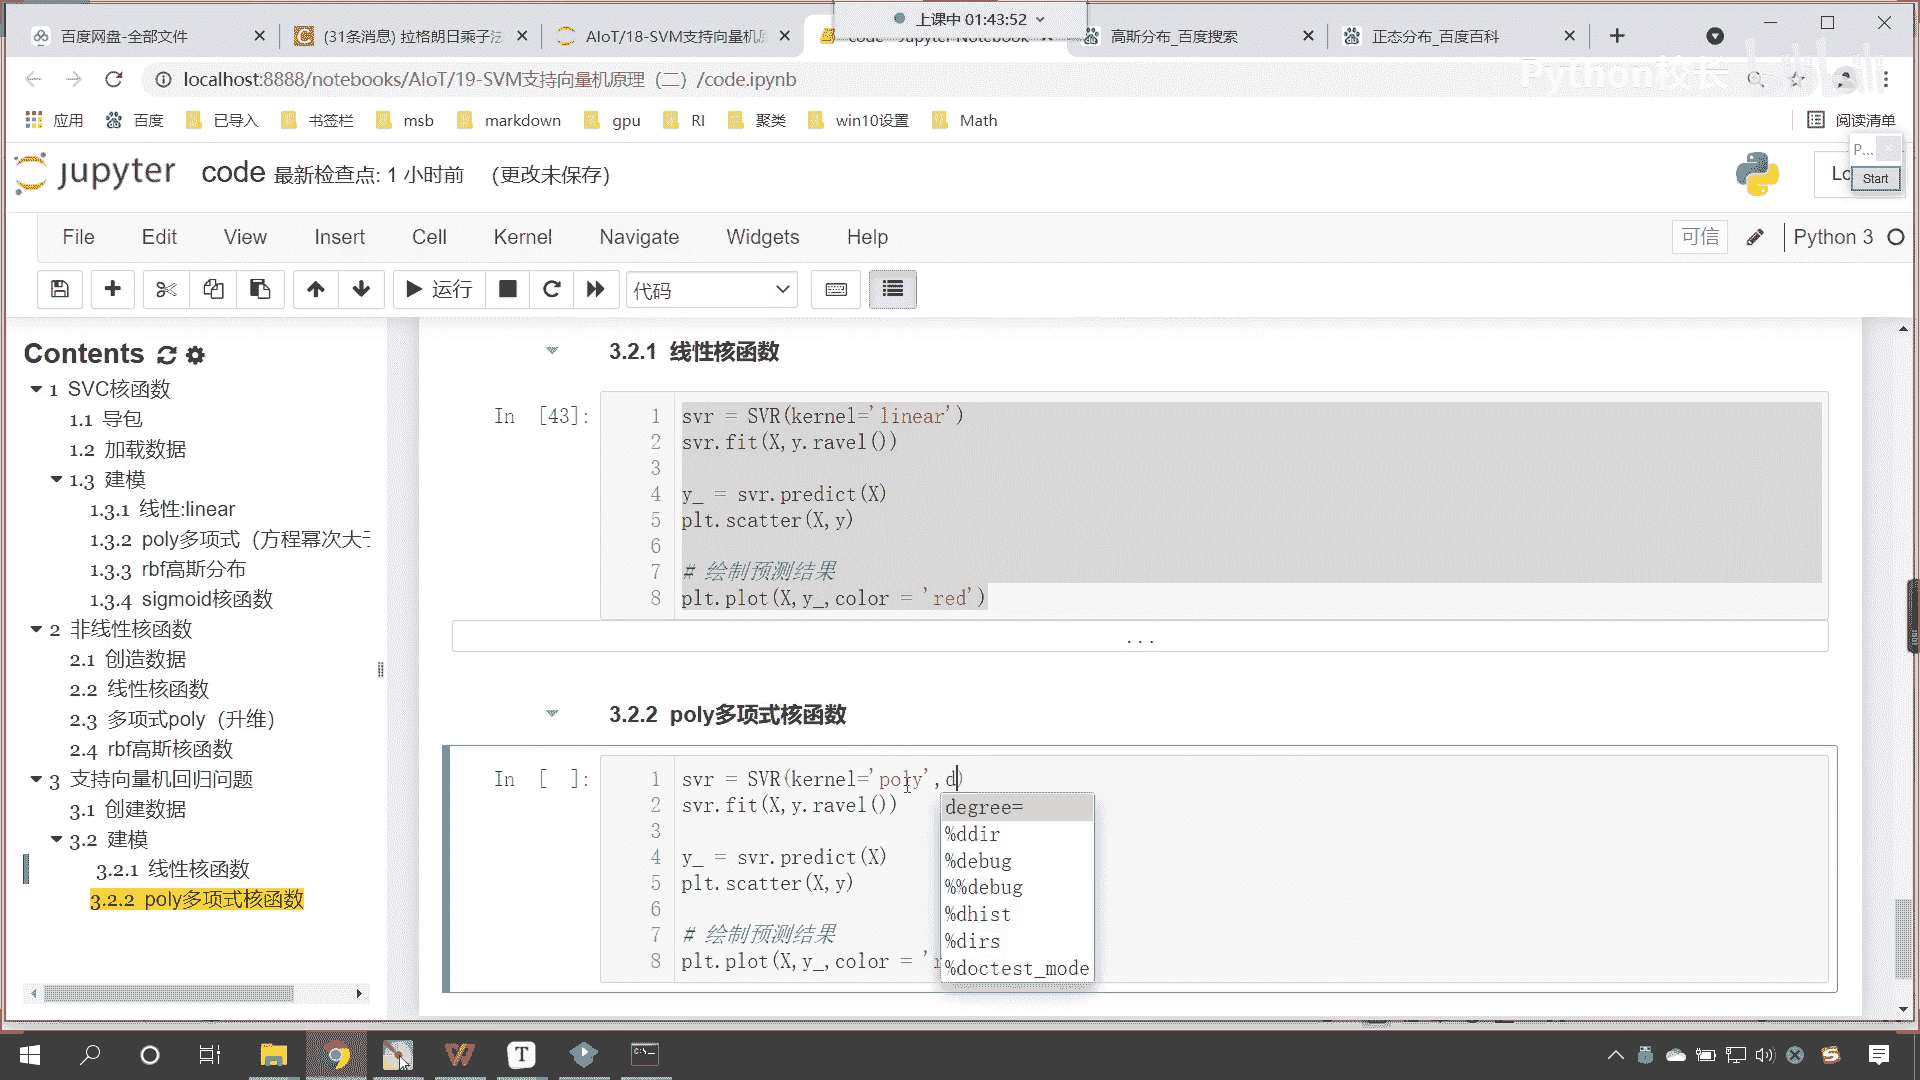 上课中 01:43:52
百度网盘-全部文件
(31条消息) 拉格朗日乘子法
AIoT/18-SVM支持向量机原
code - Jupyter Notebook
高斯分布_百度搜索
正态分布_百度百科
localhost:8888/notebooks/AIoT/19-SVM支持向量机原理（二）/code.ipynb
Python校长
应用
百度
已导入
书签栏
msb
markdown
gpu
RI
聚类
win10设置
Math
阅读清单
P...
Start
jupyter
code 最新检查点: 1 小时前 (更改未保存)
Lo
File
Edit
View
Insert
Cell
Kernel
Navigate
Widgets
Help
可信
Python 3
运行
代码
Contents
1 SVC核函数
1.1 导包
1.2 加载数据
1.3 建模
1.3.1 线性:linear
1.3.2 poly多项式（方程幂次大于
1.3.3 rbf高斯分布
1.3.4 sigmoid核函数
2 非线性核函数
2.1 创造数据
2.2 线性核函数
2.3 多项式poly（升维）
2.4 rbf高斯核函数
3 支持向量机回归问题
3.1 创建数据
3.2 建模
3.2.1 线性核函数
3.2.2 poly多项式核函数
3.2.1 线性核函数
In [43]:
1 svr = SVR(kernel='linear')
2 svr.fit(X,y.ravel())
3
4 y_ = svr.predict(X)
5 plt.scatter(X,y)
6
7 # 绘制预测结果
8 plt.plot(X,y_,color = 'red')
...
3.2.2 poly多项式核函数
In [ ]:
1 svr = SVR(kernel='poly',d)
2 svr.fit(X,y.ravel())
3
4 y_ = svr.predict(X)
5 plt.scatter(X,y)
6
7 # 绘制预测结果
8 plt.plot(X,y_,color = 'r
degree=
%ddir
%debug
%%debug
%dhist
%dirs
%doctest_mode